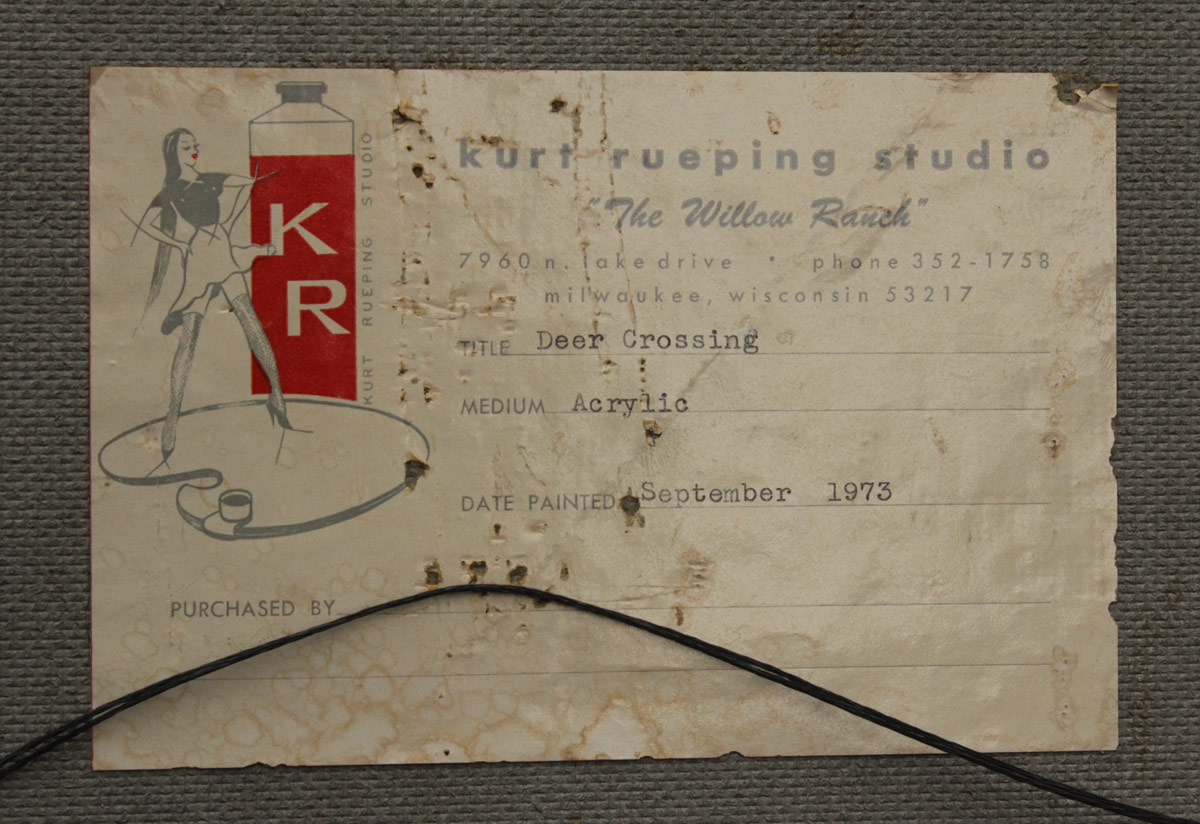 K
R
KURT RUEPING STUDIO
kurt rueping studio
"The Willow Ranch"
7960 n. lake drive • phone 352-1758
milwaukee, wisconsin 53217
TITLE Deer Crossing
MEDIUM Acrylic
DATE PAINTED September 1973
PURCHASED BY